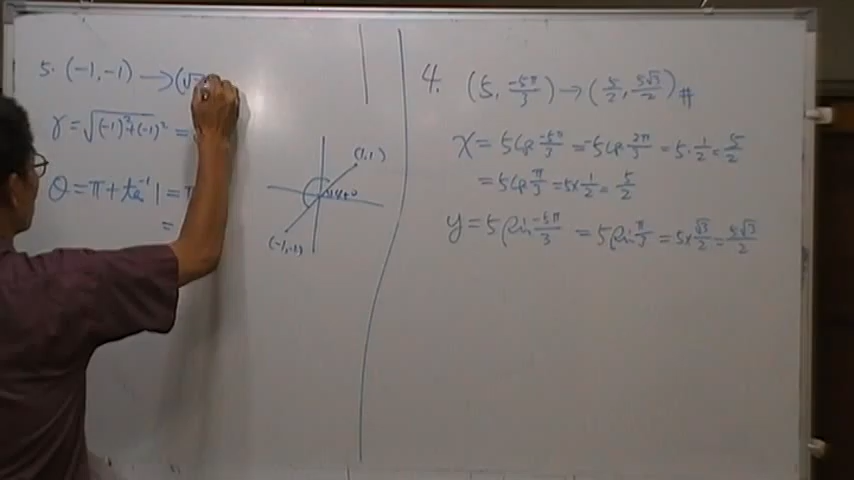 5. (-1, -1) → (√2
r = √(-1)²+(-1)² =
θ = π + tan⁻¹ 1 = π
=
(1,1)
(-1,-1)
4. (5, -5π/3) → (5/2, 5√3/2) #
x = 5cos -5π/3 = -5cos 2π/3 = 5·1/2 = 5/2
= 5cos π/3 = 5×1/2 = 5/2
y = 5sin -5π/3 = 5sin π/3 = 5×√3/2 = 5√3/2